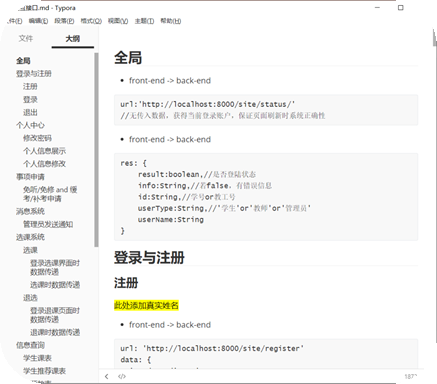 接口.md - Typora
文件(F) 编辑(E) 段落(P) 格式(O) 视图(V) 主题(T) 帮助(H)
文件 大纲
全局
登录与注册
注册
登录
退出
个人中心
修改密码
个人信息展示
个人信息修改
事项申请
免听/免修 and 缓
考/补考申请
消息系统
管理员发送通知
选课系统
选课
登录选课界面时
数据传递
选课时数据传递
退选
登录退课页面时
数据传递
退课时数据传递
信息查询
学生课表
学生推荐课表
全局
front-end -> back-end
url:'http://localhost:8000/site/status/'
//无传入数据，获得当前登录账户，保证页面刷新时系统正确性
front-end -> back-end
res: {
result:boolean,//是否登陆状态
info:String,//若false，有错误信息
id:String,//学号or教工号
userType:String,//'学生'or'教师'or'管理员'
userName:String
}
登录与注册
注册
此处添加真实姓名
front-end -> back-end
url: 'http://localhost:8000/site/register'
data: {